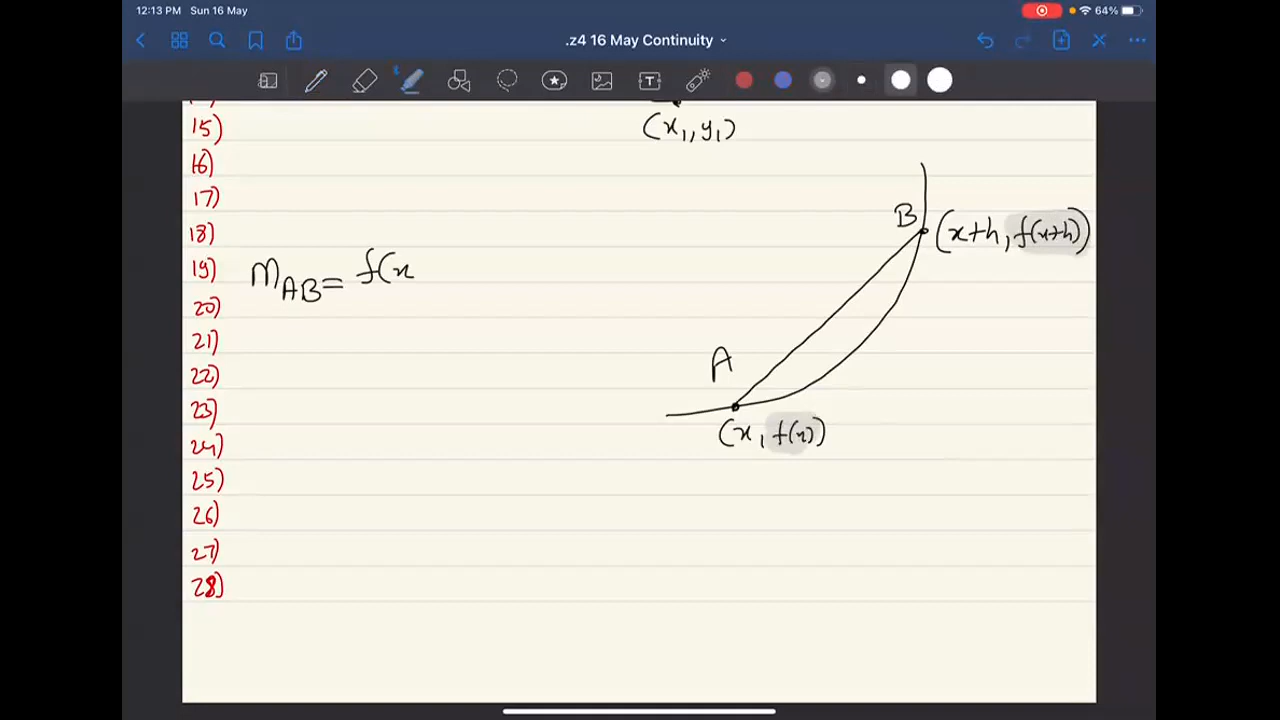 12:13 PM Sun 16 May
64%
.z4 16 May Continuity
15)
(x₁, y₁)
16)
17)
18)
B (x+h, f(x+h))
19)
m_AB = f(x
20)
21)
22)
A
23)
(x, f(x))
24)
25)
26)
27)
28)